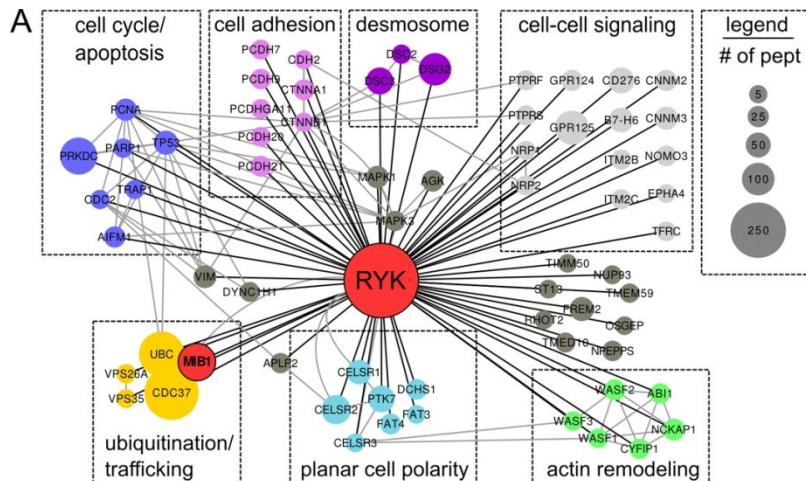 A
cell cycle/
apoptosis
PCNA
TP53
PRKDC
PARP1
TRAP1
CDC2
AIFM1
cell adhesion
PCDH7
CDH2
PCDH9
CTNNA1
PCDHGA11
CTNNB1
PCDH20
PCDH21
desmosome
DSC2
DSC3
DSG2
cell-cell signaling
PTPRF
GPR124
CD276
CNNM2
PTPRS
GPR125
B7-H6
CNNM3
NRP1
ITM2B
NOMO3
NRP2
ITM2C
EPHA4
TFRC
legend
# of pept
5
25
50
100
250
MAPK1
AGK
MAPK3
VIM
DYNC1H1
RYK
TIMM50
NUP93
ST13
TMEM59
FREM2
RHOT2
OSGEP
TMED10
NPEPPS
APLP2
UBC
MIB1
VPS26A
CDC37
VPS35
ubiquitination/
trafficking
CELSR1
DCHS1
PTK7
CELSR2
FAT3
FAT4
CELSR3
planar cell polarity
WASF2
ABI1
WASF3
NCKAP1
WASF1
CYFIP1
actin remodeling